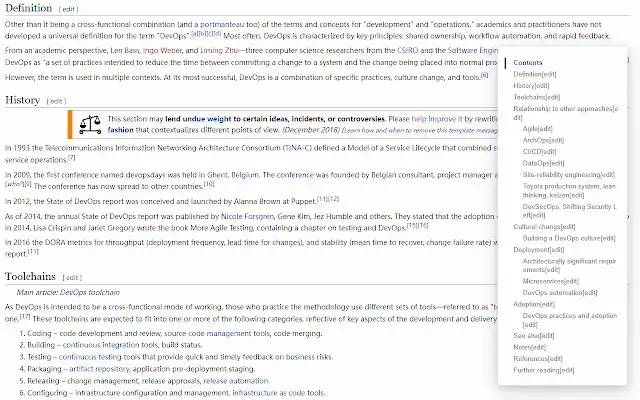 Definition [ edit ]
Other than it being a cross-functional combination (and a portmanteau too) of the terms and concepts for "development" and "operations," academics and practitioners have not
developed a universal definition for the term "DevOps".[a][b][c][d] Most often, DevOps is characterized by key principles: shared ownership, workflow automation, and rapid feedback.
From an academic perspective, Len Bass, Ingo Weber, and Liming Zhu—three computer science researchers from the CSIRO and the Software Engin
DevOps as "a set of practices intended to reduce the time between committing a change to a system and the change being placed into normal pro
However, the term is used in multiple contexts. At its most successful, DevOps is a combination of specific practices, culture change, and tools.[6]
History [ edit ]
This section may lend undue weight to certain ideas, incidents, or controversies. Please help improve it by rewriti
fashion that contextualizes different points of view. (December 2018) (Learn how and when to remove this template messag
In 1993 the Telecommunications Information Networking Architecture Consortium (TINA-C) defined a Model of a Service Lifecycle that combined s
service operations.[7]
In 2009, the first conference named devopsdays was held in Ghent, Belgium. The conference was founded by Belgian consultant, project manager a
[who?][9] The conference has now spread to other countries.[10]
In 2012, the State of DevOps report was conceived and launched by Alanna Brown at Puppet.[11][12]
As of 2014, the annual State of DevOps report was published by Nicole Forsgren, Gene Kim, Jez Humble and others. They stated that the adoption
in 2014, Lisa Crispin and Janet Gregory wrote the book More Agile Testing, containing a chapter on testing and DevOps.[15][16]
In 2016 the DORA metrics for throughput (deployment frequency, lead time for changes), and stability (mean time to recover, change failure rate) w
report.[11]
Toolchains [ edit ]
Main article: DevOps toolchain
As DevOps is intended to be a cross-functional mode of working, those who practice the methodology use different sets of tools—referred to as "t
one.[17] These toolchains are expected to fit into one or more of the following categories, reflective of key aspects of the development and delivery
1. Coding – code development and review, source code management tools, code merging.
2. Building – continuous integration tools, build status.
3. Testing – continuous testing tools that provide quick and timely feedback on business risks.
4. Packaging – artifact repository, application pre-deployment staging.
5. Releasing – change management, release approvals, release automation.
6. Configuring – infrastructure configuration and management, infrastructure as code tools.
Contents
Definition[edit]
History[edit]
Toolchains[edit]
Relationship to other approaches[e
dit]
Agile[edit]
ArchOps[edit]
CI/CD[edit]
DataOps[edit]
Site-reliability engineering[edit]
Toyota production system, lean
thinking, kaizen[edit]
DevSecOps, Shifting Security L
eft[edit]
Cultural change[edit]
Building a DevOps culture[edit]
Deployment[edit]
Architecturally significant requir
ements[edit]
Microservices[edit]
DevOps automation[edit]
Adoption[edit]
DevOps practices and adoption
[edit]
See also[edit]
Notes[edit]
References[edit]
Further reading[edit]